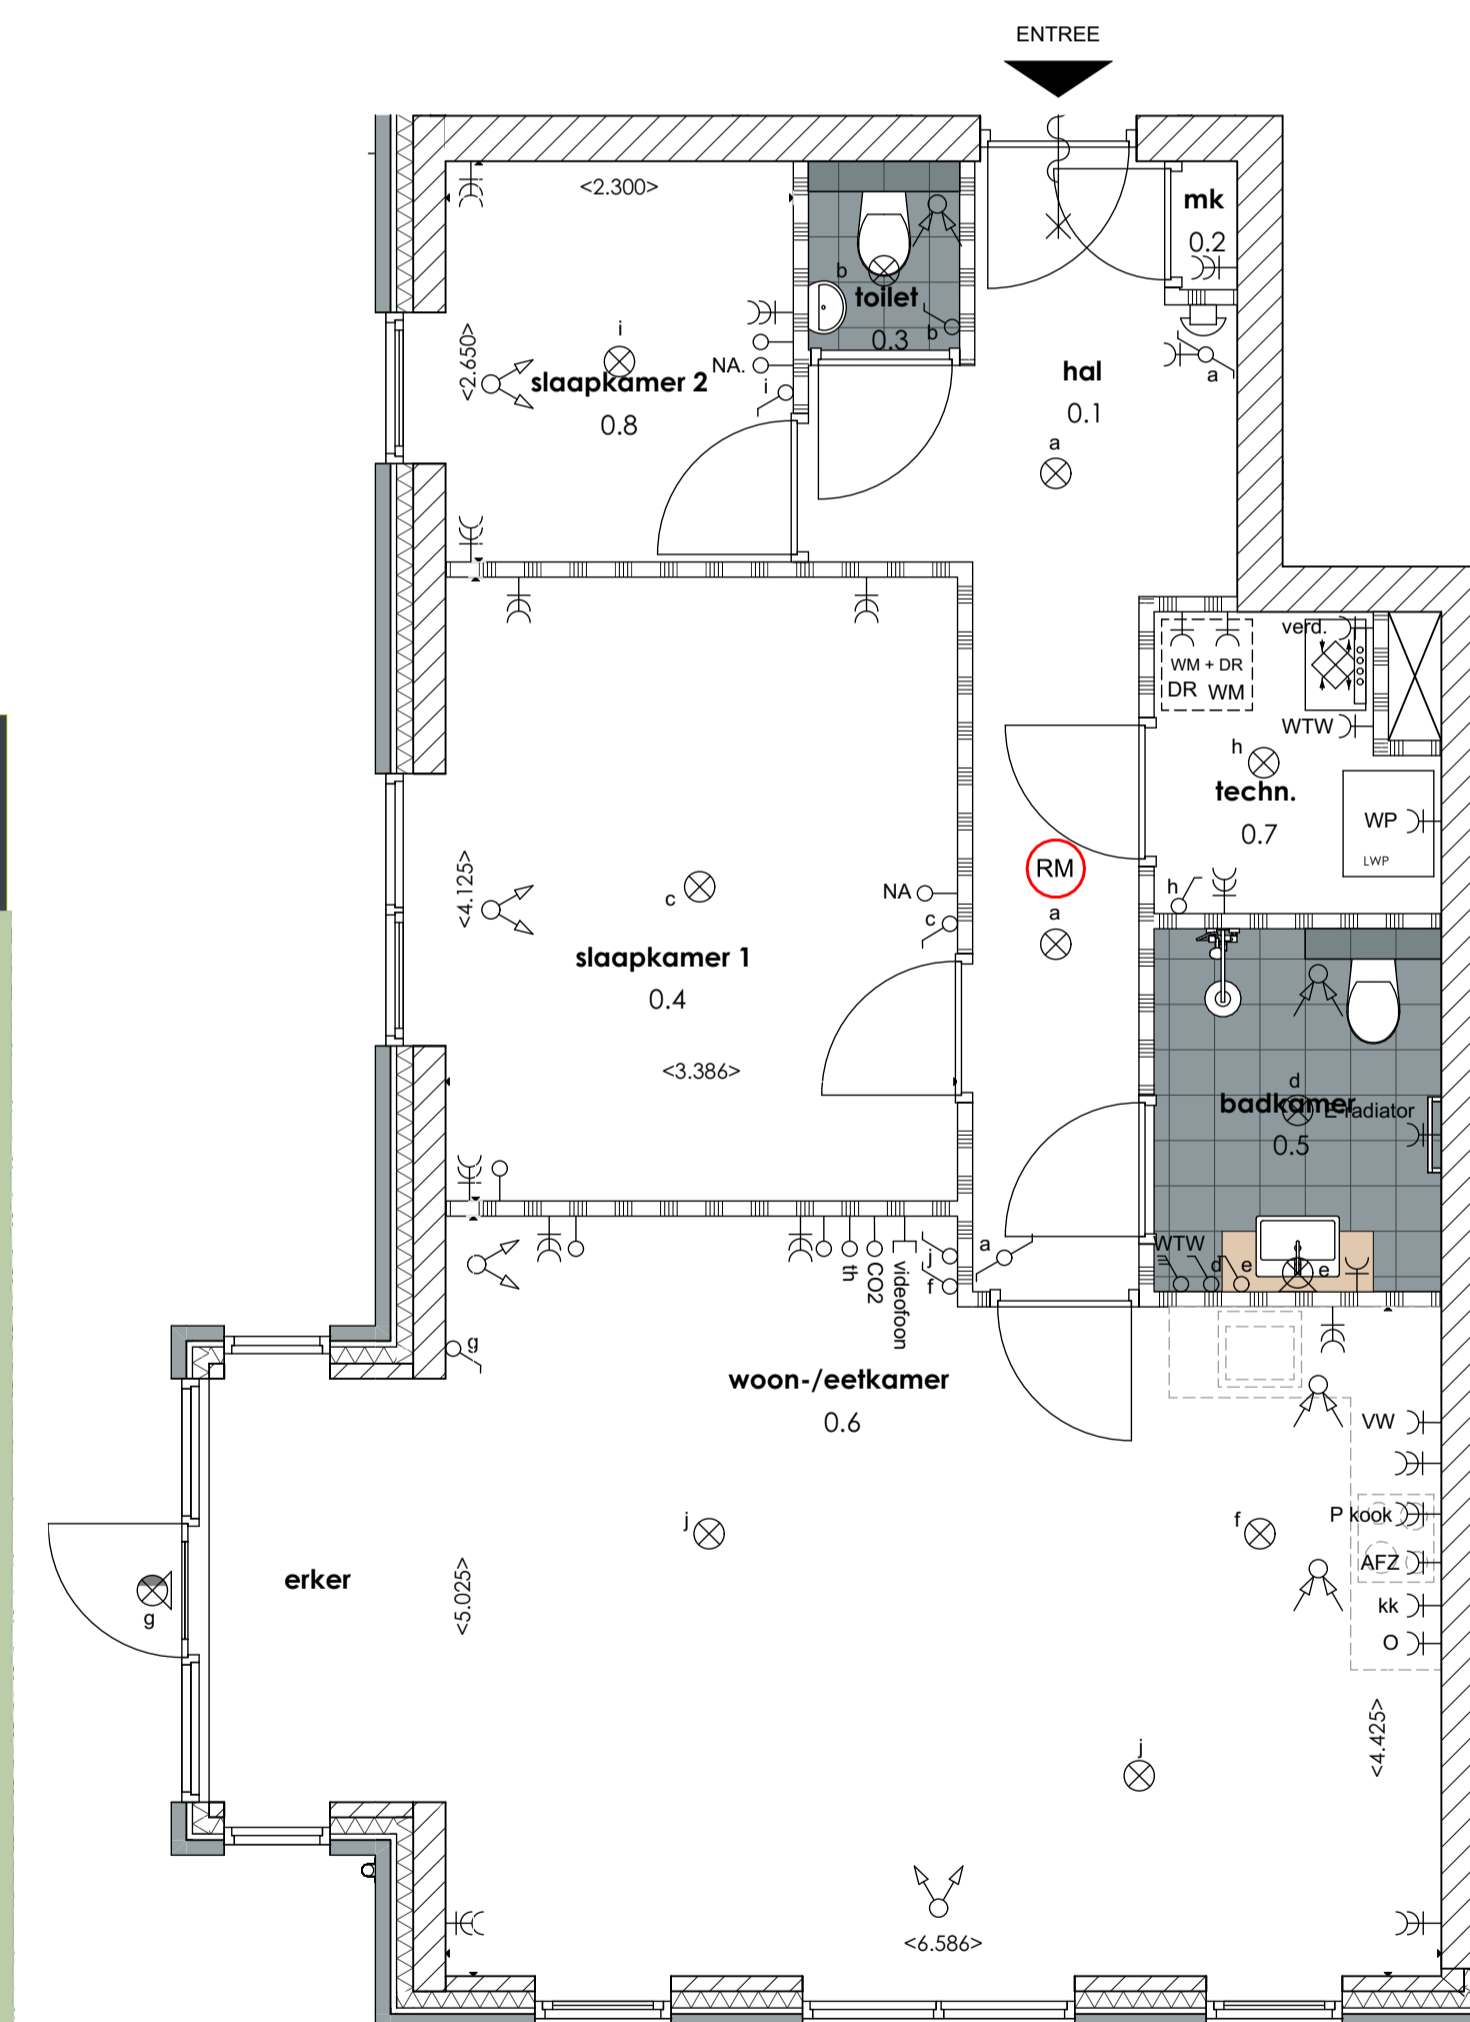 ENTREE
<2.300>
mk
0.2
b
toilet
0.3
b
<2.650>
i
NA.
slaapkamer 2
i
0.8
hal
0.1
a
a
verd.
WM + DR
DR WM
WTW
h
techn.
0.7
WP
LWP
h
RM
a
<4.125>
c
NA
c
slaapkamer 1
0.4
<3.386>
d
badkamer
E-radiator
0.5
WTW
d
e
e
a
j
f
th
CO2
videofoon
g
woon-/eetkamer
0.6
VW
P kook
AFZ
kk
O
j
f
erker
g
<5.025>
<4.425>
j
<6.586>